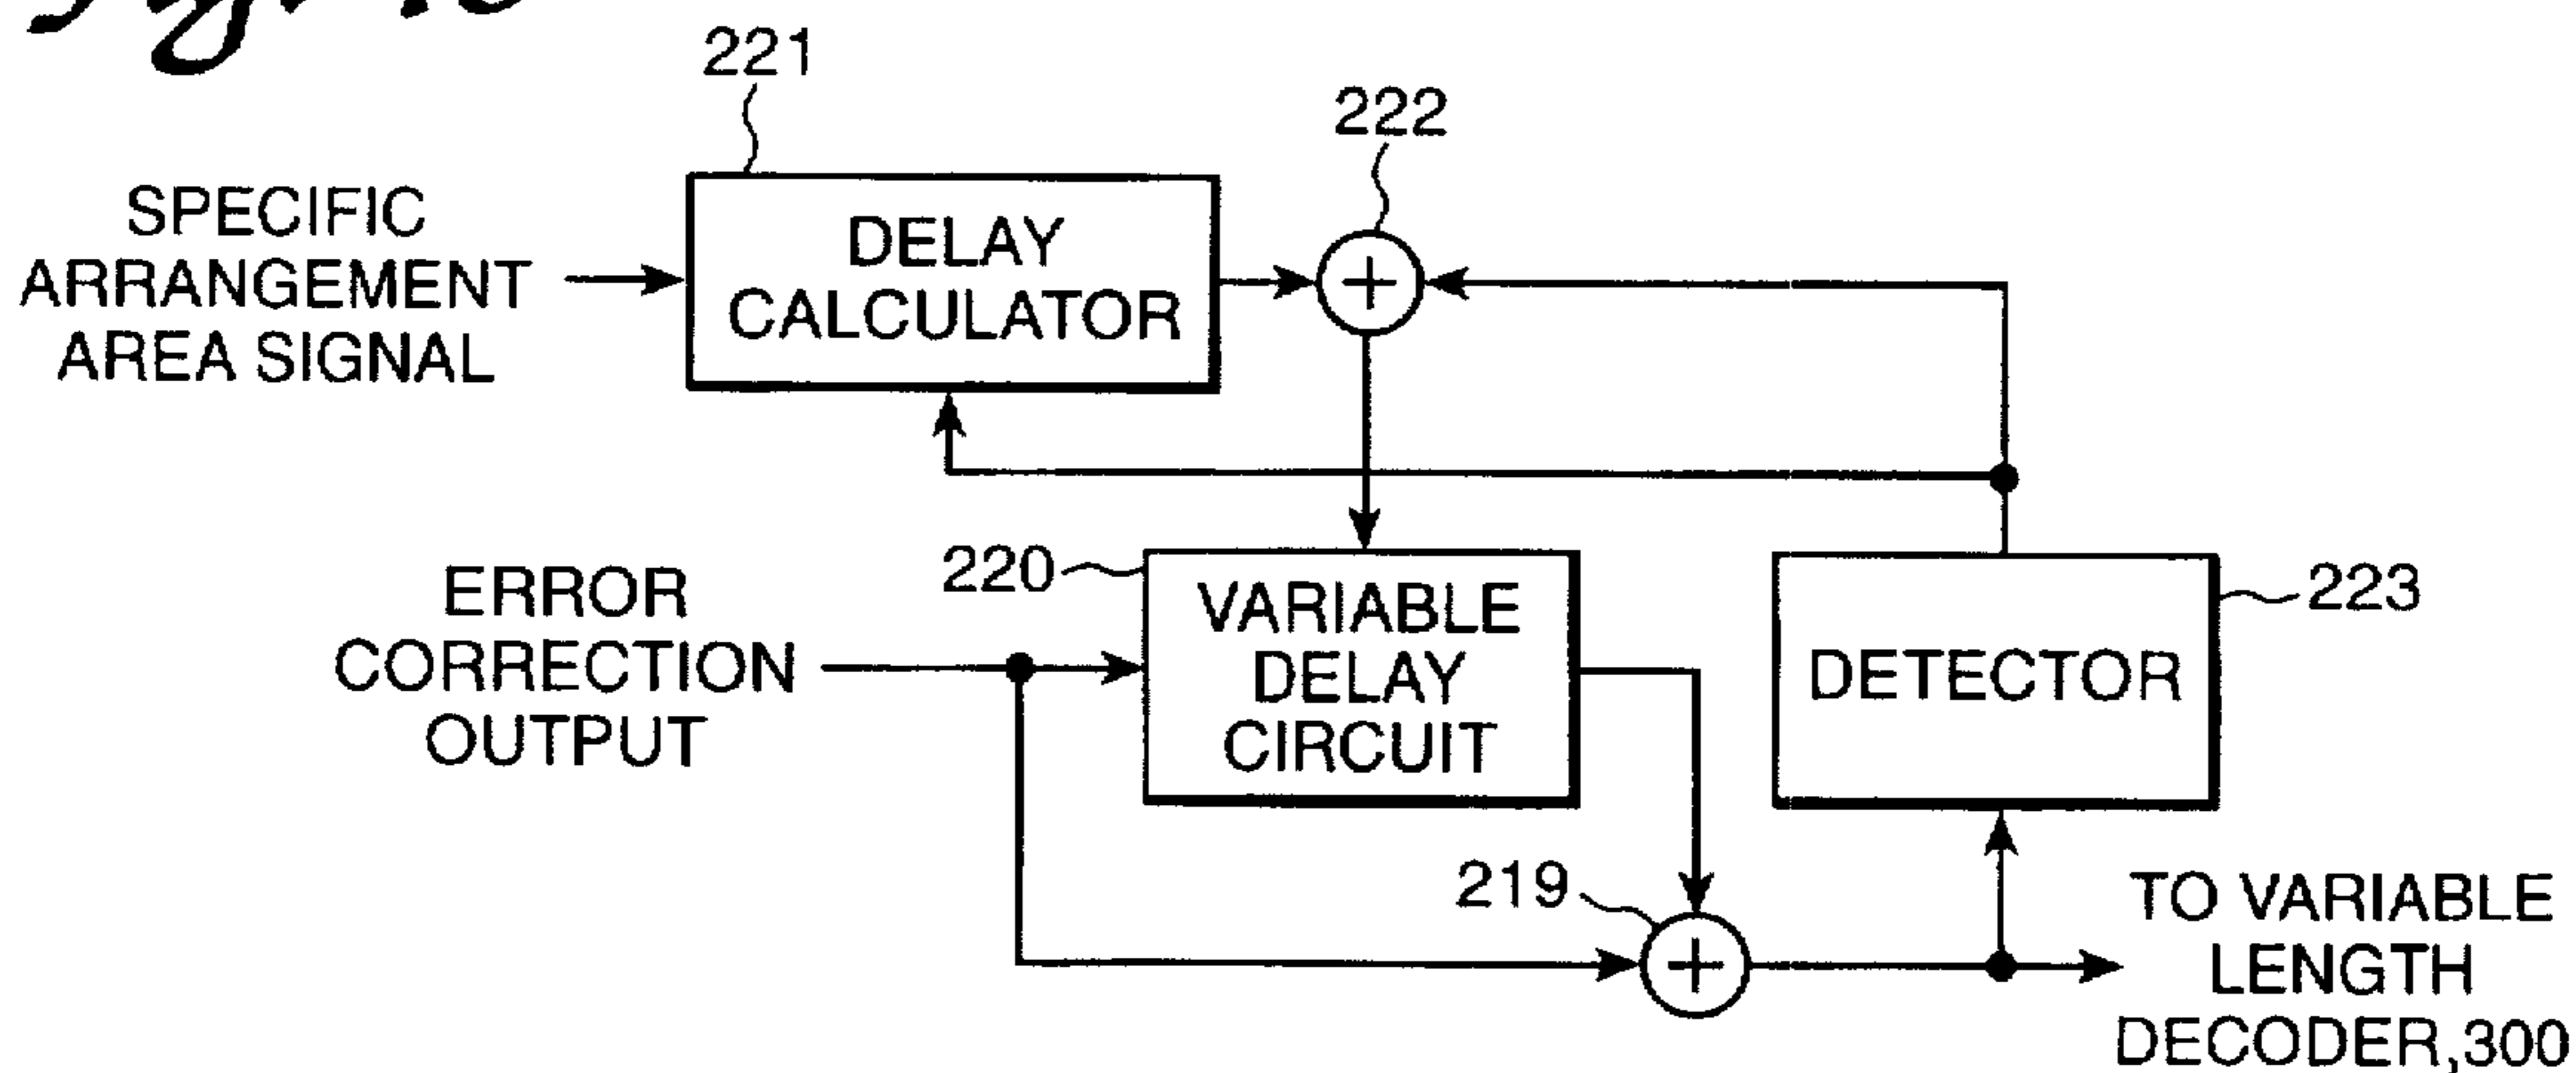 221
222
SPECIFIC
ARRANGEMENT
AREA SIGNAL
DELAY
CALCULATOR
+
220
ERROR
CORRECTION
OUTPUT
VARIABLE
DELAY
CIRCUIT
DETECTOR
223
219
+
TO VARIABLE
LENGTH
DECODER,300